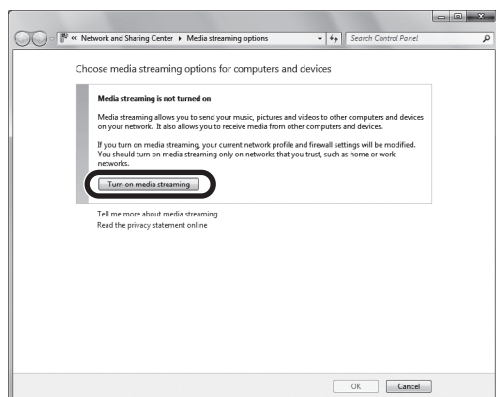 « Network and Sharing Center ▸ Media streaming options
Search Control Panel
Choose media streaming options for computers and devices
Media streaming is not turned on
Media streaming allows you to send your music, pictures and videos to other computers and devices
on your network. It also allows you to receive media from other computers and devices.
If you turn on media streaming, your current network profile and firewall settings will be modified.
You should turn on media streaming only on networks that you trust, such as home or work
networks.
Turn on media streaming
Tell me more about media streaming
Read the privacy statement online
OK
Cancel